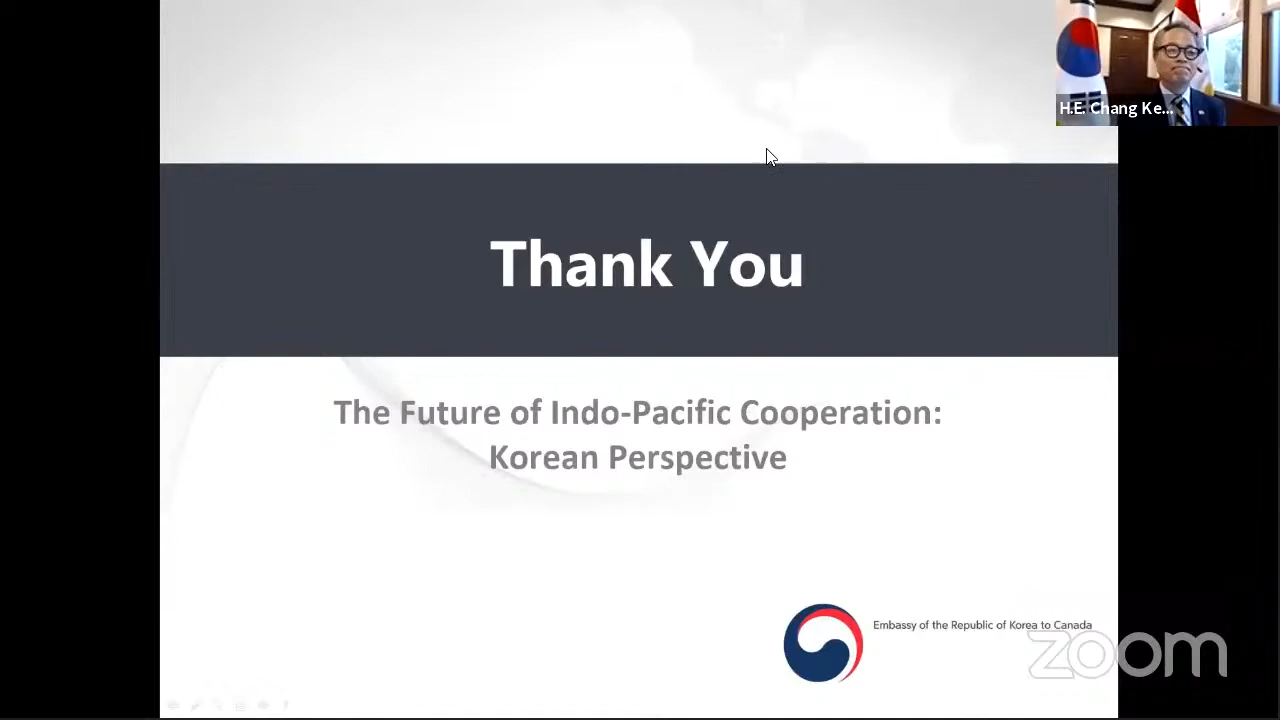 H.E. Chang Ke...
Thank You
The Future of Indo-Pacific Cooperation:
Korean Perspective
Embassy of the Republic of Korea to Canada
zoom